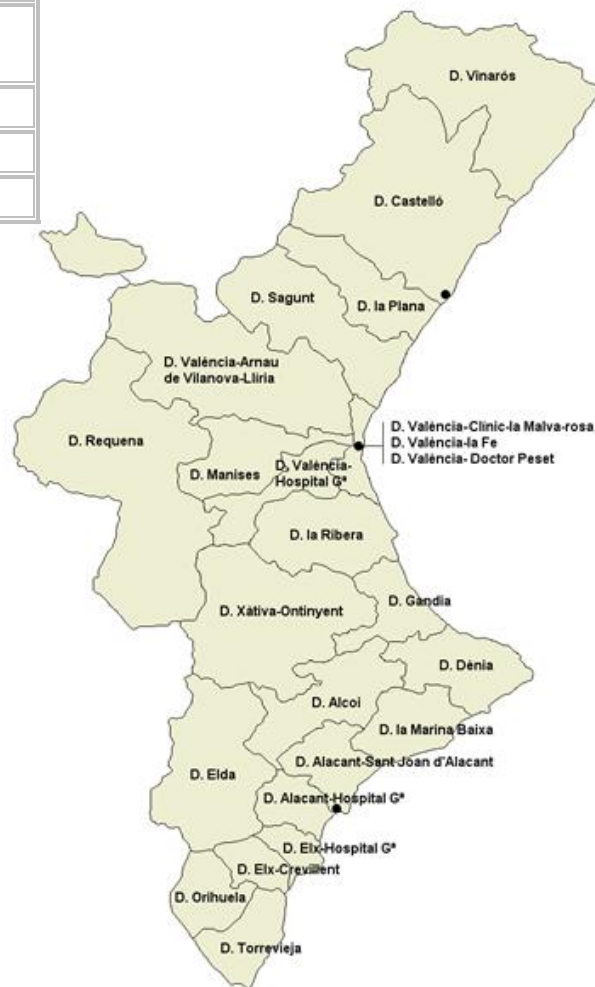 D. Vinarós
D. Castelló
D. Sagunt
D. la Plana
D. València-Arnau
de Vilanova-Llíria
D. Requena
D. València-Clínic-la Malva-rosa
D. València-la Fe
D. València- Doctor Peset
D. Manises
D. València-
Hospital Gª
D. la Ribera
D. Xàtiva-Ontinyent
D. Gandia
D. Dénia
D. Alcoi
D. la Marina Baixa
D. Alacant-Sant Joan d'Alacant
D. Elda
D. Alacant-Hospital Gª
D. Elx-Hospital Gª
D. Elx-Crevillent
D. Orihuela
D. Torrevieja